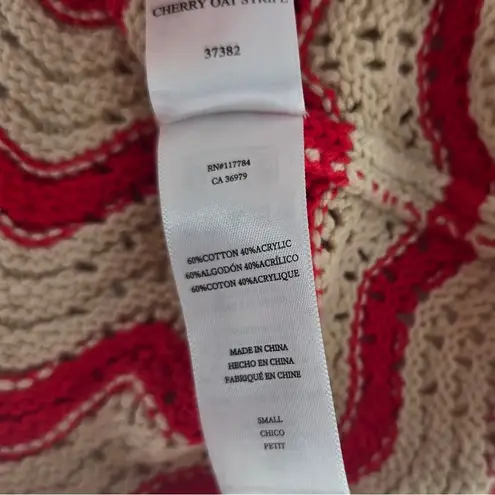 CHERRY OAT STRIPE
37382
RN#117784
CA 36979
60%COTTON 40%ACRYLIC
60%ALGODÓN 40%ACRÍLICO
60%COTON 40%ACRYLIQUE
MADE IN CHINA
HECHO EN CHINA
FABRIQUÉ EN CHINE
SMALL
CHICO
PETIT